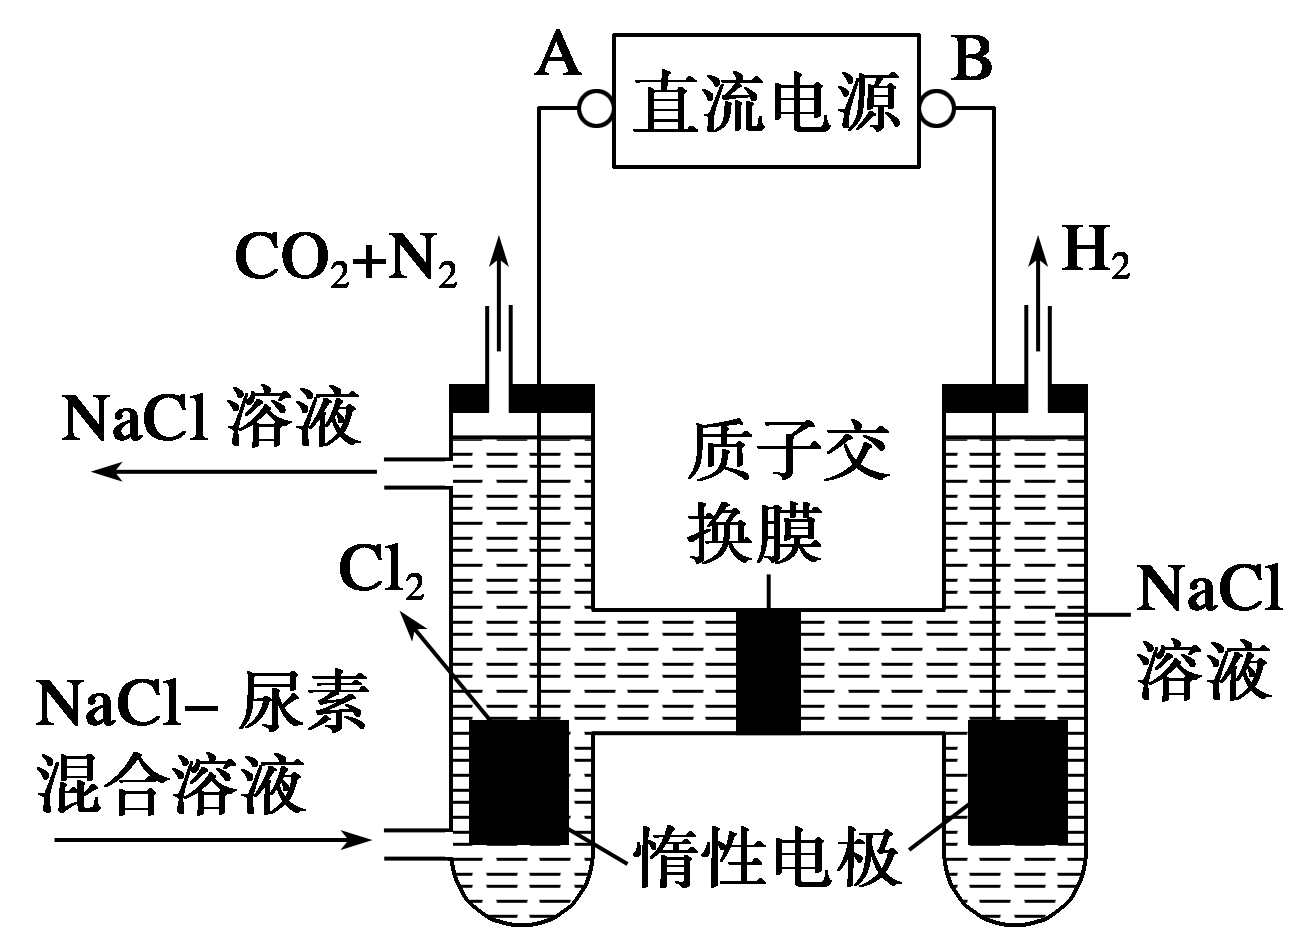 A
直流电源
B
CO₂+N₂
H₂
NaCl 溶液
质子交
换膜
Cl₂
NaCl
溶液
NaCl– 尿素
混合溶液
惰性电极